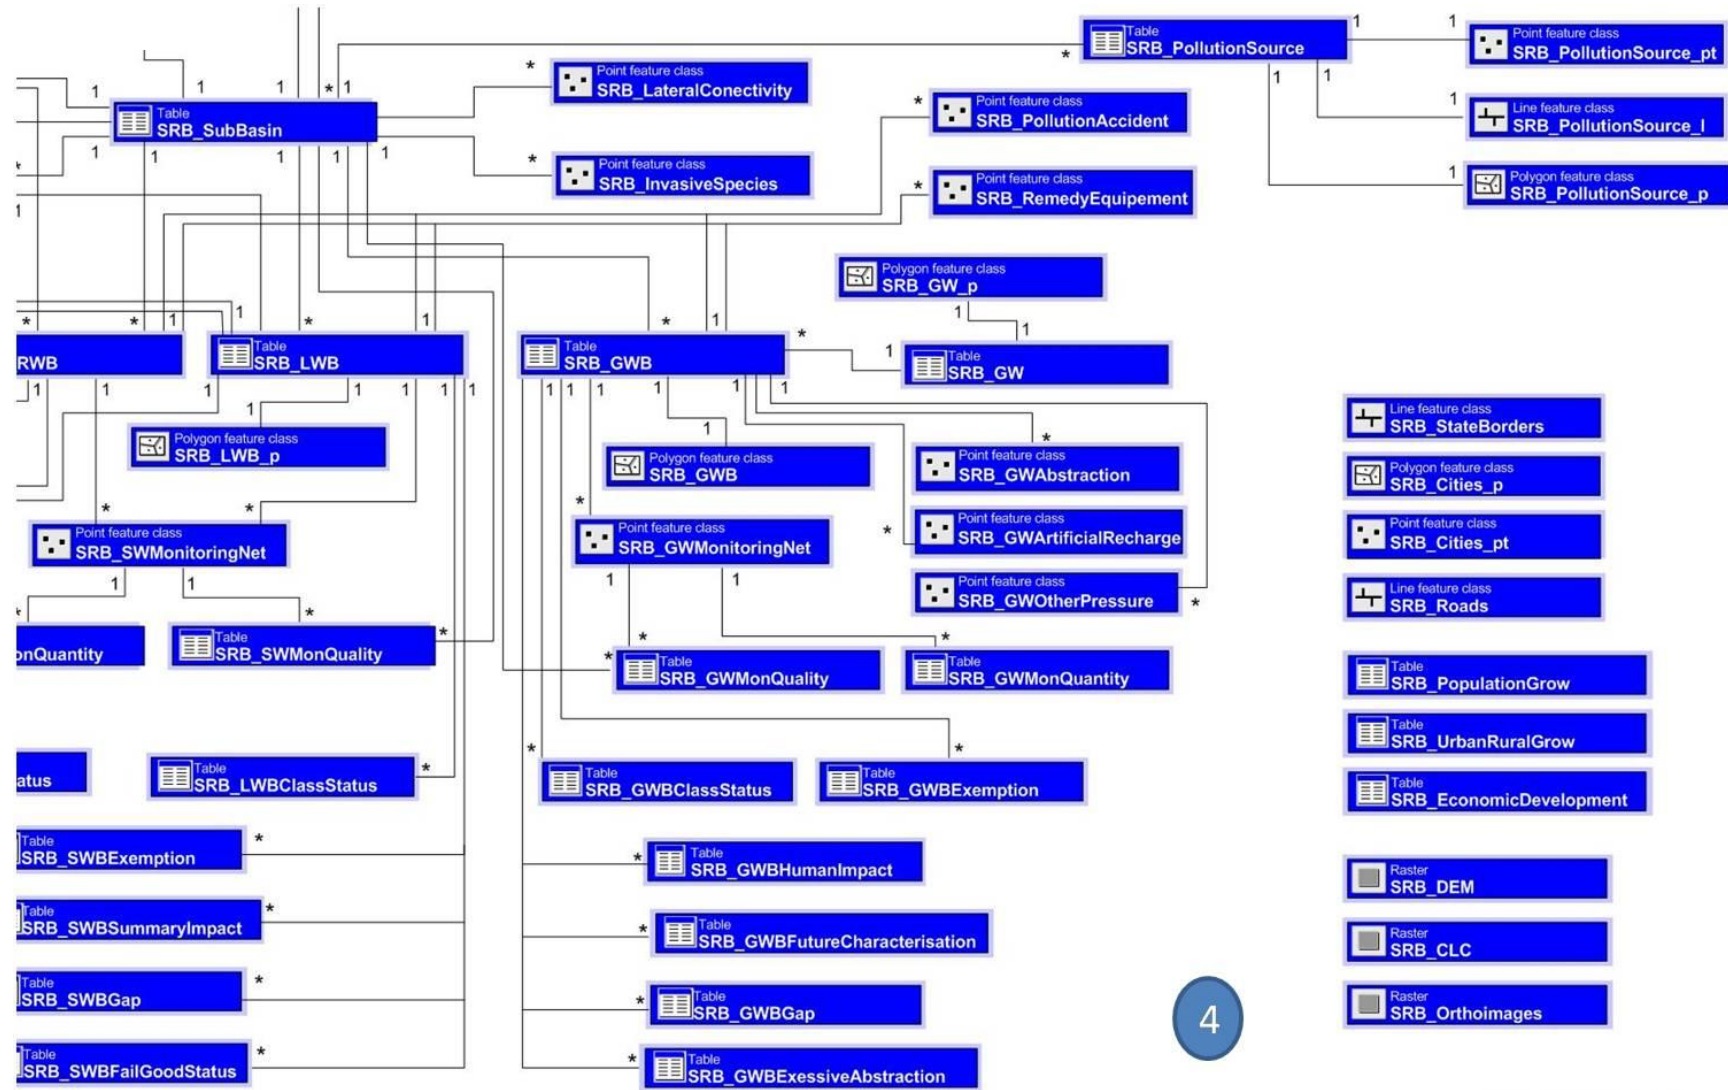 Table
SRB_PollutionSource
Point feature class
SRB_PollutionSource_pt
Line feature class
SRB_PollutionSource_l
Polygon feature class
SRB_PollutionSource_p
Table
SRB_SubBasin
Point feature class
SRB_LateralConectivity
Point feature class
SRB_InvasiveSpecies
Point feature class
SRB_PollutionAccident
Point feature class
SRB_RemedyEquipement
Polygon feature class
SRB_GW_p
RWB
Table
SRB_LWB
Table
SRB_GWB
Table
SRB_GW
Polygon feature class
SRB_LWB_p
Polygon feature class
SRB_GWB
Point feature class
SRB_GWAbstraction
Point feature class
SRB_SWMonitoringNet
Point feature class
SRB_GWMonitoringNet
Point feature class
SRB_GWArtificialRecharge
Point feature class
SRB_GWOtherPressure
onQuantity
Table
SRB_SWMonQuality
Table
SRB_GWMonQuality
Table
SRB_GWMonQuantity
atus
Table
SRB_LWBClassStatus
Table
SRB_GWBClassStatus
Table
SRB_GWBExemption
Table
SRB_SWBExemption
Table
SRB_SWBSummaryImpact
Table
SRB_SWBGap
Table
SRB_SWBFailGoodStatus
Table
SRB_GWBHumanImpact
Table
SRB_GWBFutureCharacterisation
Table
SRB_GWBGap
Table
SRB_GWBExessiveAbstraction
Line feature class
SRB_StateBorders
Polygon feature class
SRB_Cities_p
Point feature class
SRB_Cities_pt
Line feature class
SRB_Roads
Table
SRB_PopulationGrow
Table
SRB_UrbanRuralGrow
Table
SRB_EconomicDevelopment
Raster
SRB_DEM
Raster
SRB_CLC
Raster
SRB_Orthoimages
4